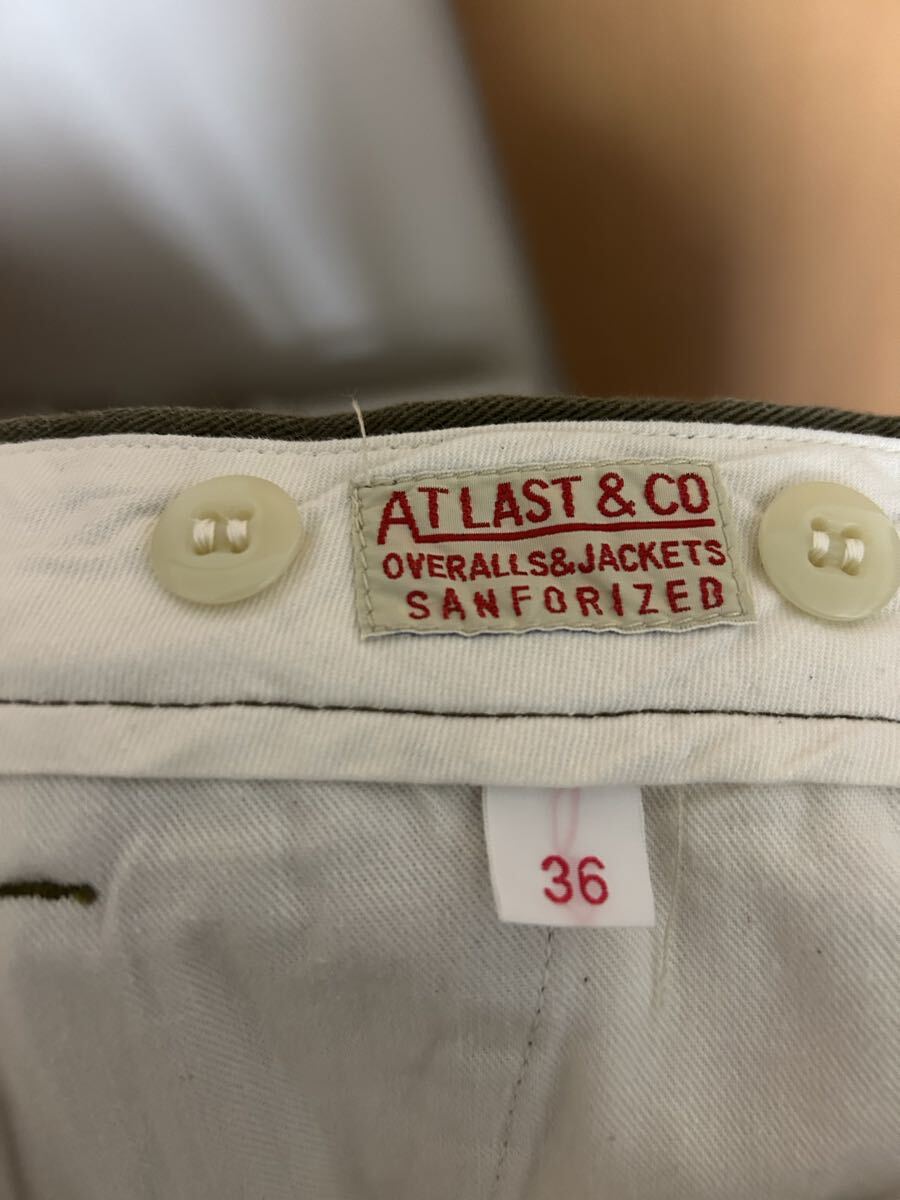 AT LAST & CO
OVERALLS&JACKETS
SANFORIZED
36